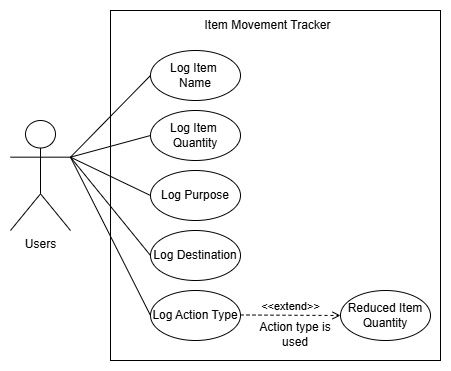 Item Movement Tracker
Log Item
Name
Log Item
Quantity
Log Purpose
Users
Log Destination
Log Action Type
<<extend>>
Action type is
used
Reduced Item
Quantity